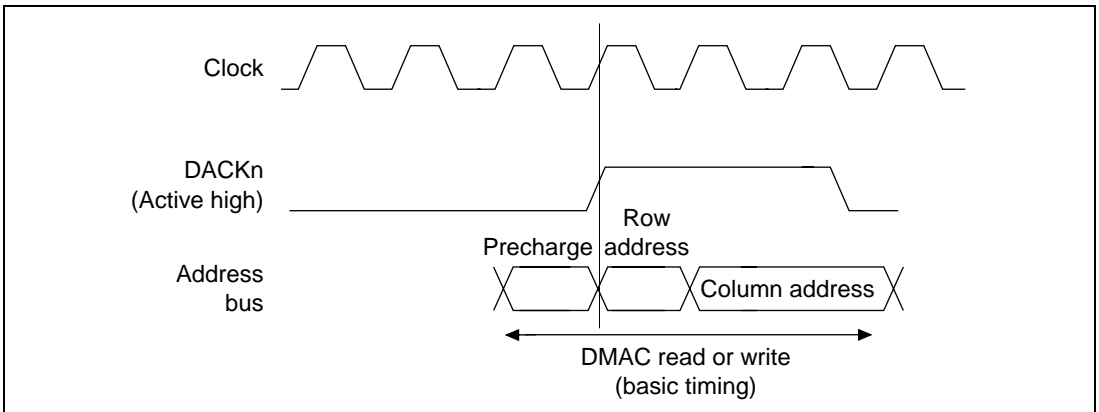 Clock
DACKn
(Active high)
Row
Precharge address
Address
bus
Column address
DMAC read or write
(basic timing)